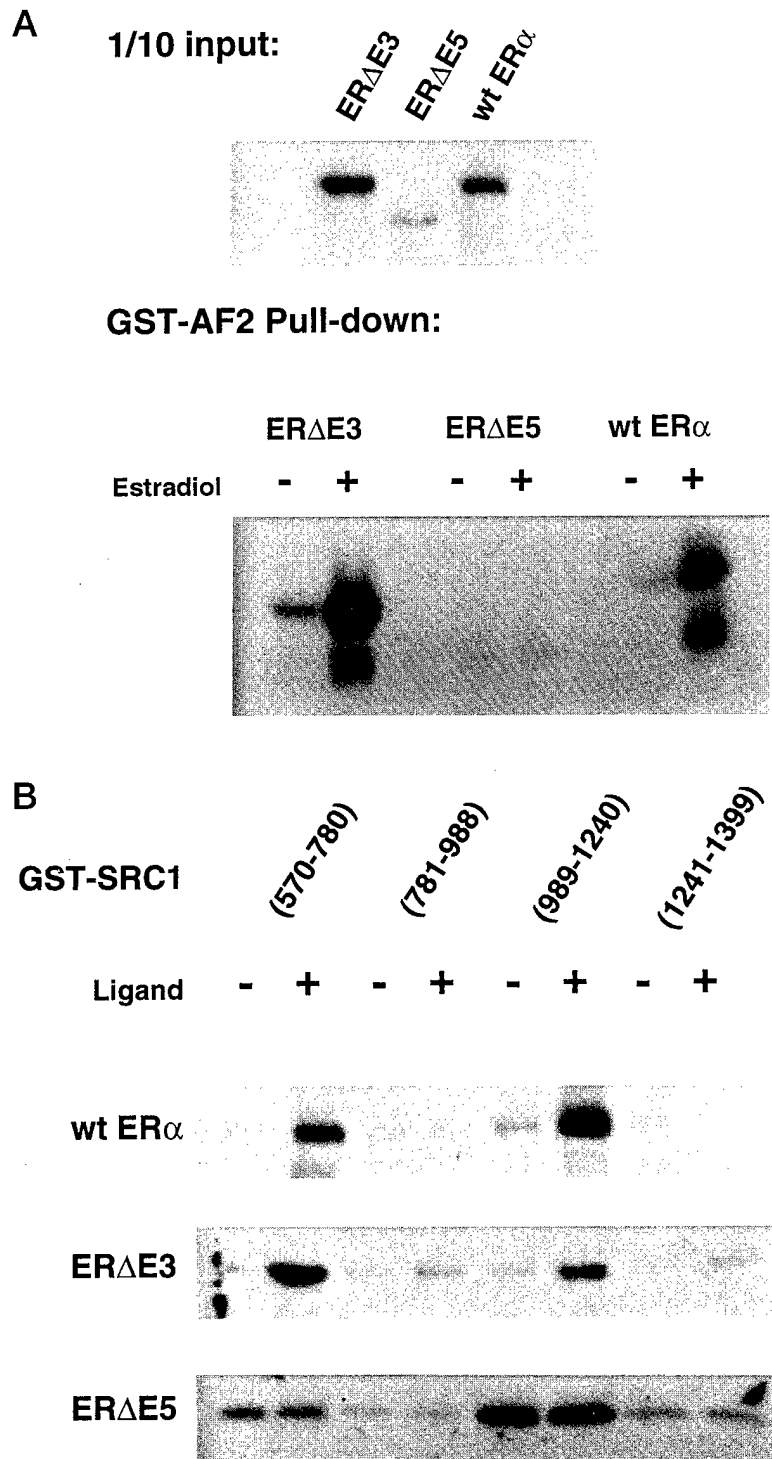 A
1/10 input:
ERΔE3 ERΔE5 wt ERα
GST-AF2 Pull-down:
ERΔE3 ERΔE5 wt ERα
Estradiol - + - + - +
B
GST-SRC1 (570-780) (781-988) (989-1240) (1241-1399)
Ligand - + - + - + - +
wt ERα
ERΔE3
ERΔE5